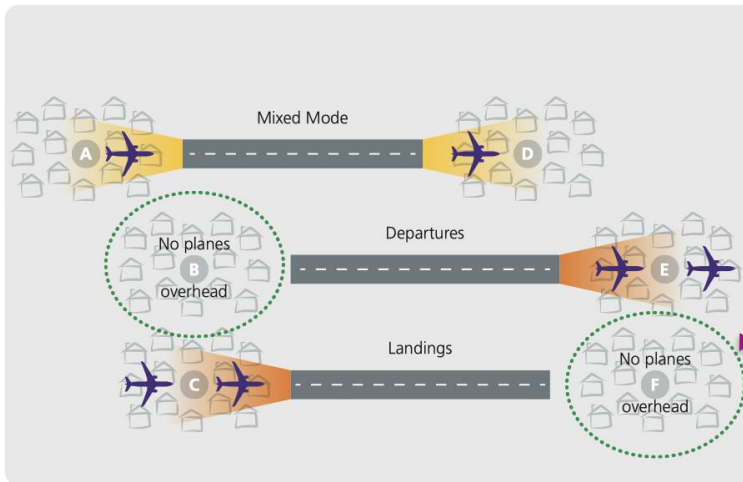 Mixed Mode
A
D
Departures
No planes
B
overhead
E
Landings
C
No planes
F
overhead